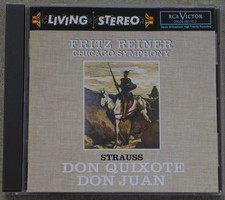 LIVING STEREO
RCA VICTOR
FRITZ REINER
CHICAGO SYMPHONY
STRAUSS
DON QUIXOTE
DON JUAN